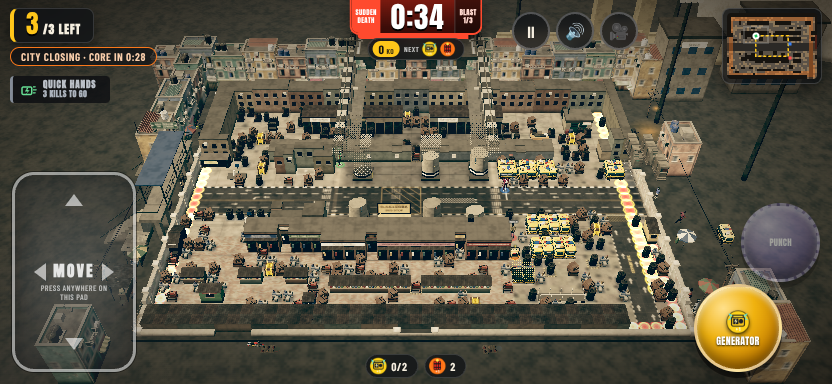 3 /3 LEFT
CITY CLOSING · CORE IN 0:28
QUICK HANDS
3 KILLS TO GO
SUDDEN DEATH
0:34
BLAST 1/3
0 KO NEXT
MOVE
PRESS ANYWHERE ON
THIS PAD
PUNCH
GENERATOR
0/2
2